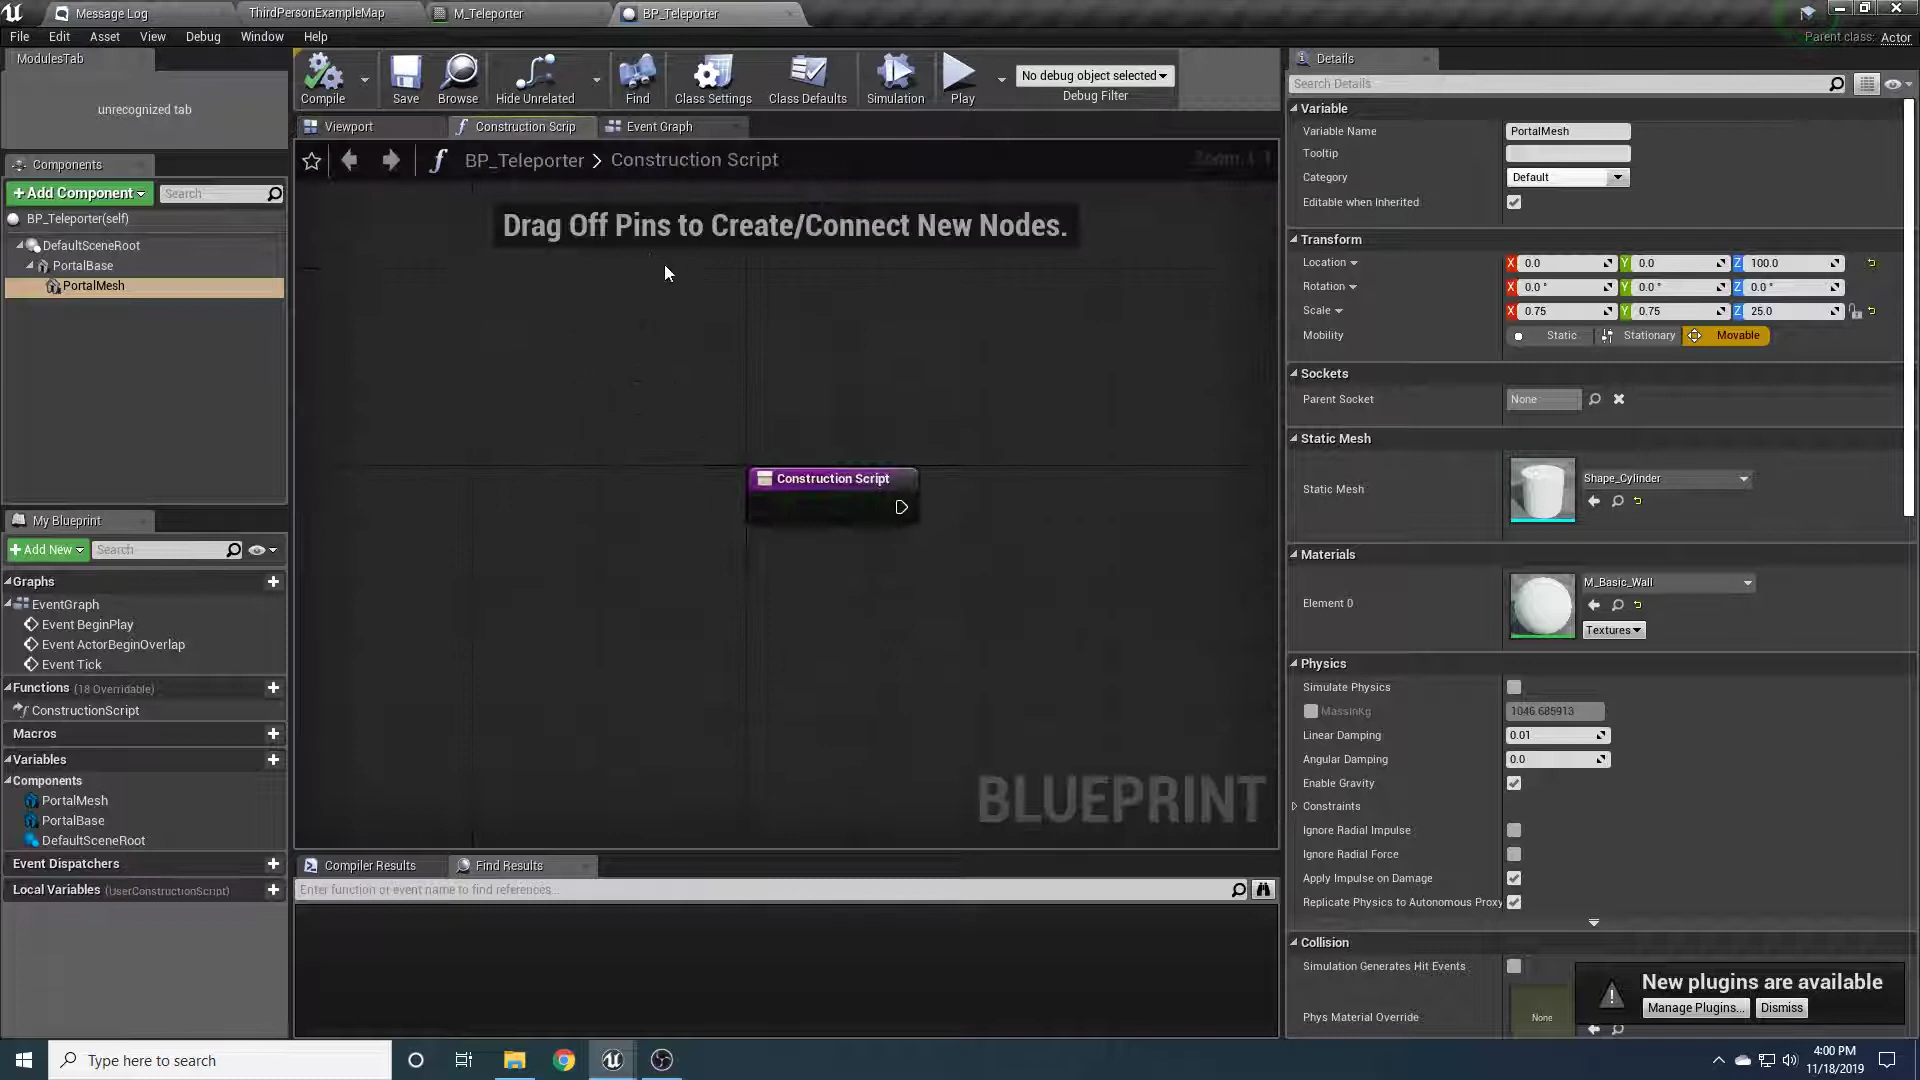 Message Log
ThirdPersonExampleMap
M_Teleporter
BP_Teleporter
File Edit Asset View Debug Window Help
Parent class: Actor
ModulesTab
unrecognized tab
Compile
Save
Browse
Hide Unrelated
Find
Class Settings
Class Defaults
Simulation
Play
No debug object selected
Debug Filter
Viewport
Construction Scrip
Event Graph
BP_Teleporter > Construction Script
Drag Off Pins to Create/Connect New Nodes.
Construction Script
BLUEPRINT
Components
+Add Component
Search
BP_Teleporter(self)
DefaultSceneRoot
PortalBase
PortalMesh
My Blueprint
+Add New
Search
Graphs
EventGraph
Event BeginPlay
Event ActorBeginOverlap
Event Tick
Functions (18 Overridable)
ConstructionScript
Macros
Variables
Components
PortalMesh
PortalBase
DefaultSceneRoot
Event Dispatchers
Local Variables (UserConstructionScript)
Compiler Results
Find Results
Enter function or event name to find references...
Details
Search Details
Variable
Variable Name PortalMesh
Tooltip
Category Default
Editable when Inherited
Transform
Location X 0.0 Y 0.0 Z 100.0
Rotation X 0.0 ° Y 0.0 ° Z 0.0 °
Scale X 0.75 Y 0.75 Z 25.0
Mobility Static Stationary Movable
Sockets
Parent Socket None
Static Mesh
Static Mesh Shape_Cylinder
Materials
Element 0 M_Basic_Wall
Textures
Physics
Simulate Physics
MassInKg 1046.685913
Linear Damping 0.01
Angular Damping 0.0
Enable Gravity
Constraints
Ignore Radial Impulse
Ignore Radial Force
Apply Impulse on Damage
Replicate Physics to Autonomous Proxy
Collision
Simulation Generates Hit Events
Phys Material Override None
New plugins are available
Manage Plugins... Dismiss
Type here to search
4:00 PM
11/18/2019